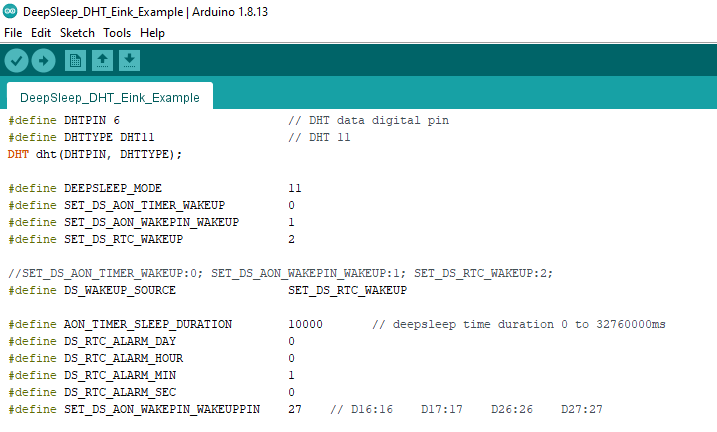 DeepSleep_DHT_Eink_Example | Arduino 1.8.13
File Edit Sketch Tools Help
DeepSleep_DHT_Eink_Example
#define DHTPIN 6 // DHT data digital pin
#define DHTTYPE DHT11 // DHT 11
DHT dht(DHTPIN, DHTTYPE);
#define DEEPSLEEP_MODE 11
#define SET_DS_AON_TIMER_WAKEUP 0
#define SET_DS_AON_WAKEPIN_WAKEUP 1
#define SET_DS_RTC_WAKEUP 2
//SET_DS_AON_TIMER_WAKEUP:0; SET_DS_AON_WAKEPIN_WAKEUP:1; SET_DS_RTC_WAKEUP:2;
#define DS_WAKEUP_SOURCE SET_DS_RTC_WAKEUP
#define AON_TIMER_SLEEP_DURATION 10000 // deepsleep time duration 0 to 32760000ms
#define DS_RTC_ALARM_DAY 0
#define DS_RTC_ALARM_HOUR 0
#define DS_RTC_ALARM_MIN 1
#define DS_RTC_ALARM_SEC 0
#define SET_DS_AON_WAKEPIN_WAKEUPPIN 27 // D16:16 D17:17 D26:26 D27:27